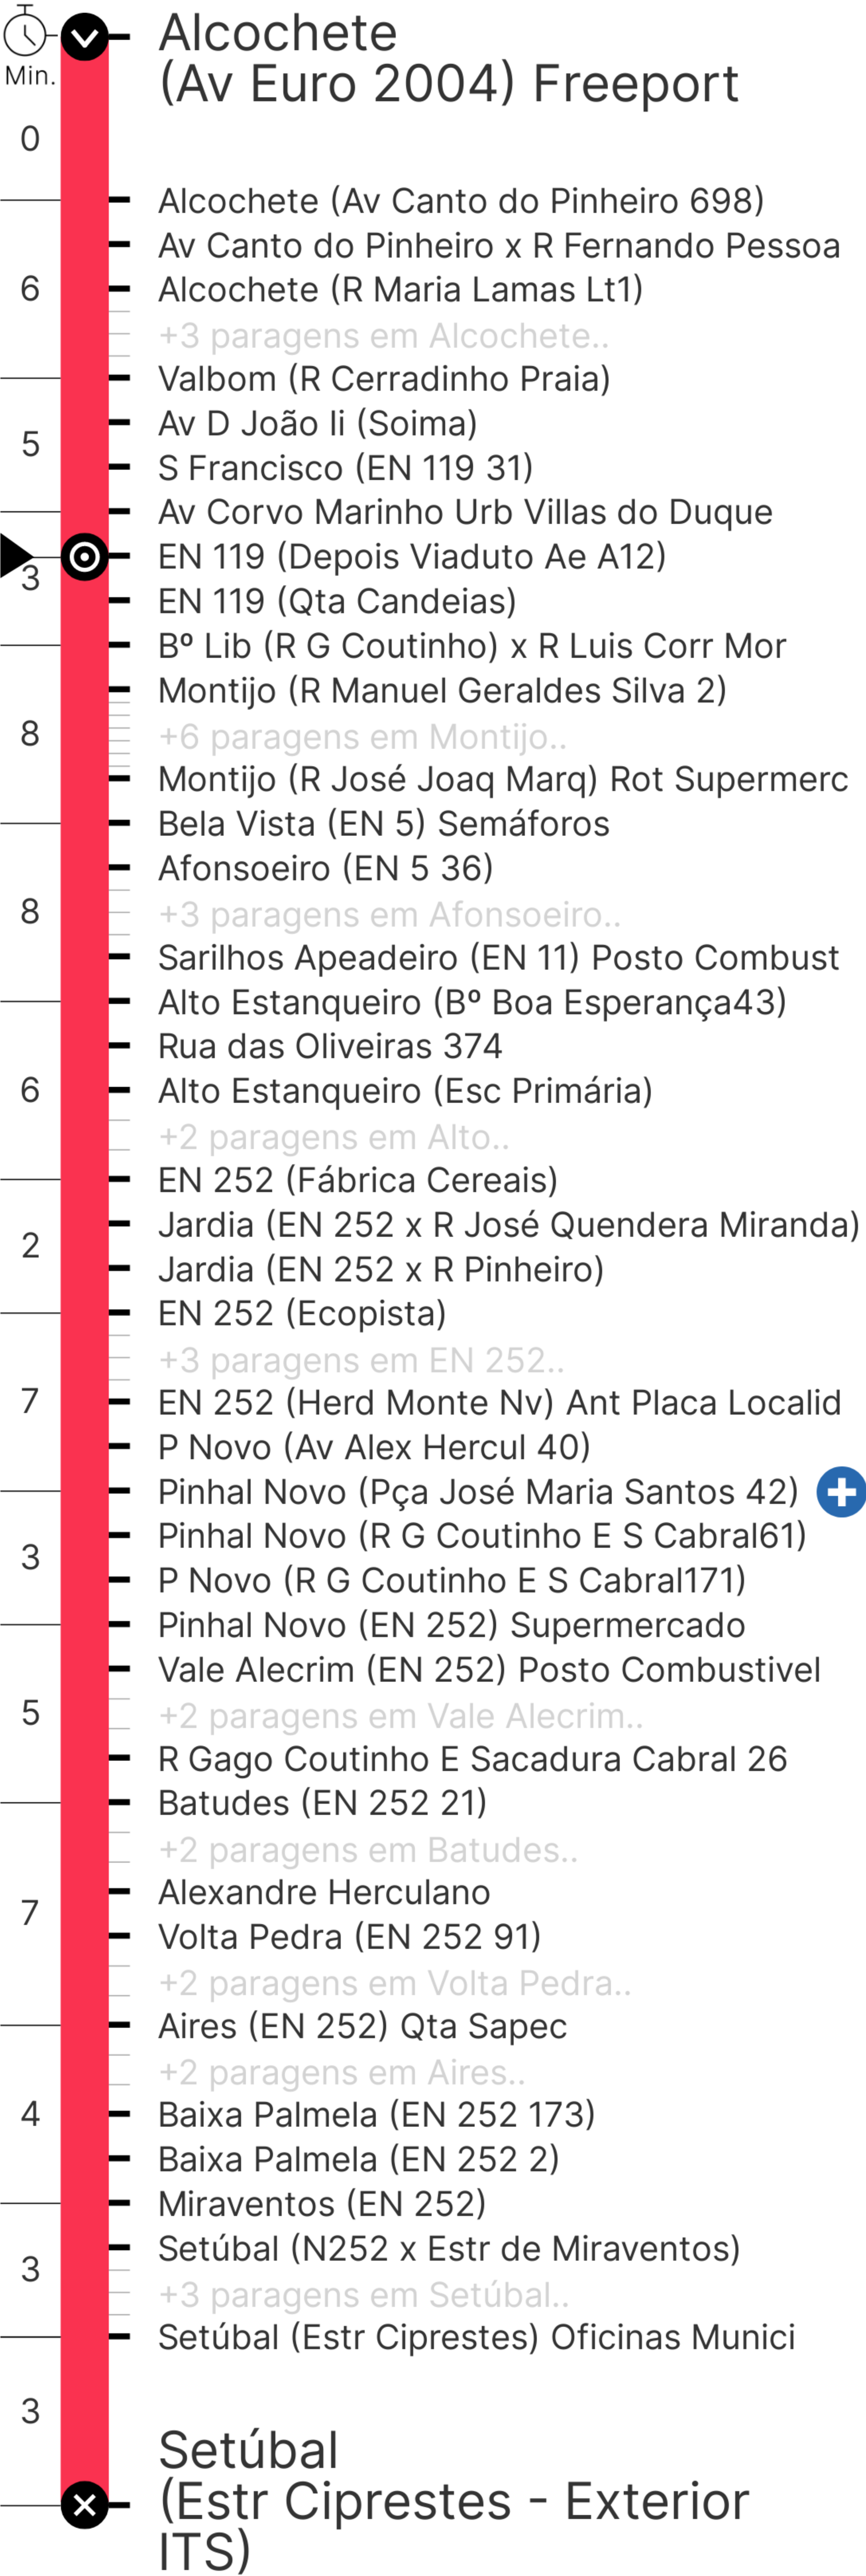 Alcochete
(Av Euro 2004) Freeport
Min.
0
Alcochete (Av Canto do Pinheiro 698)
Av Canto do Pinheiro x R Fernando Pessoa
6
Alcochete (R Maria Lamas Lt1)
+3 paragens em Alcochete..
Valbom (R Cerradinho Praia)
Av D João Ii (Soima)
5
S Francisco (EN 119 31)
Av Corvo Marinho Urb Villas do Duque
EN 119 (Depois Viaduto Ae A12)
3
EN 119 (Qta Candeias)
Bº Lib (R G Coutinho) x R Luis Corr Mor
Montijo (R Manuel Geraldes Silva 2)
8
+6 paragens em Montijo..
Montijo (R José Joaq Marq) Rot Supermerc
Bela Vista (EN 5) Semáforos
Afonsoeiro (EN 5 36)
8
+3 paragens em Afonsoeiro..
Sarilhos Apeadeiro (EN 11) Posto Combust
Alto Estanqueiro (Bº Boa Esperança43)
Rua das Oliveiras 374
6
Alto Estanqueiro (Esc Primária)
+2 paragens em Alto..
EN 252 (Fábrica Cereais)
Jardia (EN 252 x R José Quendera Miranda)
2
Jardia (EN 252 x R Pinheiro)
EN 252 (Ecopista)
+3 paragens em EN 252..
7
EN 252 (Herd Monte Nv) Ant Placa Localid
P Novo (Av Alex Hercul 40)
Pinhal Novo (Pça José Maria Santos 42)
Pinhal Novo (R G Coutinho E S Cabral61)
3
P Novo (R G Coutinho E S Cabral171)
Pinhal Novo (EN 252) Supermercado
Vale Alecrim (EN 252) Posto Combustivel
5
+2 paragens em Vale Alecrim..
R Gago Coutinho E Sacadura Cabral 26
Batudes (EN 252 21)
+2 paragens em Batudes..
Alexandre Herculano
7
Volta Pedra (EN 252 91)
+2 paragens em Volta Pedra..
Aires (EN 252) Qta Sapec
+2 paragens em Aires..
4
Baixa Palmela (EN 252 173)
Baixa Palmela (EN 252 2)
Miraventos (EN 252)
Setúbal (N252 x Estr de Miraventos)
3
+3 paragens em Setúbal..
Setúbal (Estr Ciprestes) Oficinas Munici
3
Setúbal
(Estr Ciprestes - Exterior
ITS)